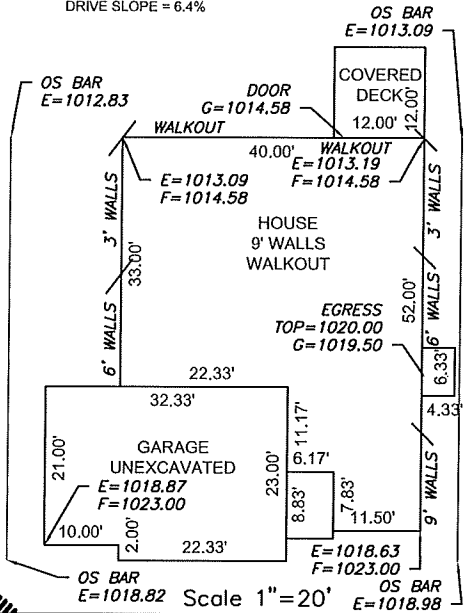 DRIVE SLOPE = 6.4%
OS BAR
E=1013.09
OS BAR
E=1012.83
COVERED
DECK
12.00'
12.00'
DOOR
G=1014.58
WALKOUT
40.00'
WALKOUT
E=1013.19
F=1014.58
E=1013.09
F=1014.58
3' WALLS
3' WALLS
HOUSE
9' WALLS
WALKOUT
33.00'
52.00'
6' WALLS
6' WALLS
EGRESS
TOP=1020.00
G=1019.50
6.33'
4.33'
22.33'
32.33'
11.17'
21.00'
GARAGE
UNEXCAVATED
E=1018.87
F=1023.00
23.00'
6.17'
8.83'
7.83'
11.50'
9' WALLS
10.00'
2.00'
22.33'
E=1018.63
F=1023.00
OS BAR
E=1018.82
Scale 1"=20'
OS BAR
E=1018.98